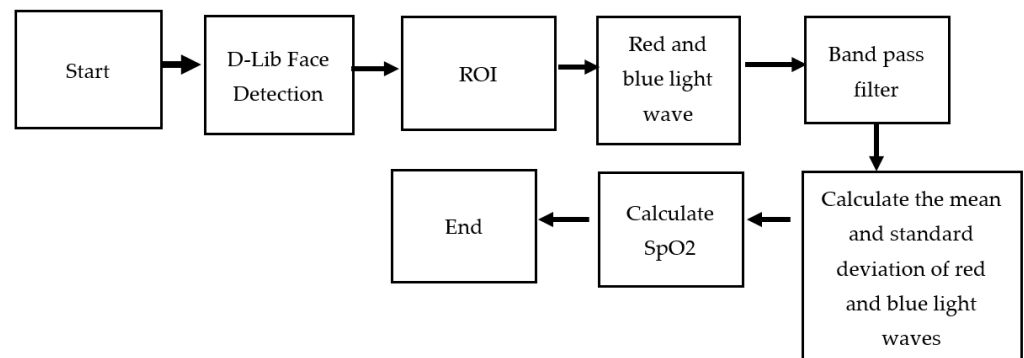 Start
D-Lib Face
Detection
ROI
Red and
blue light
wave
Band pass
filter
Calculate the mean
and standard
deviation of red
and blue light
waves
Calculate
SpO2
End